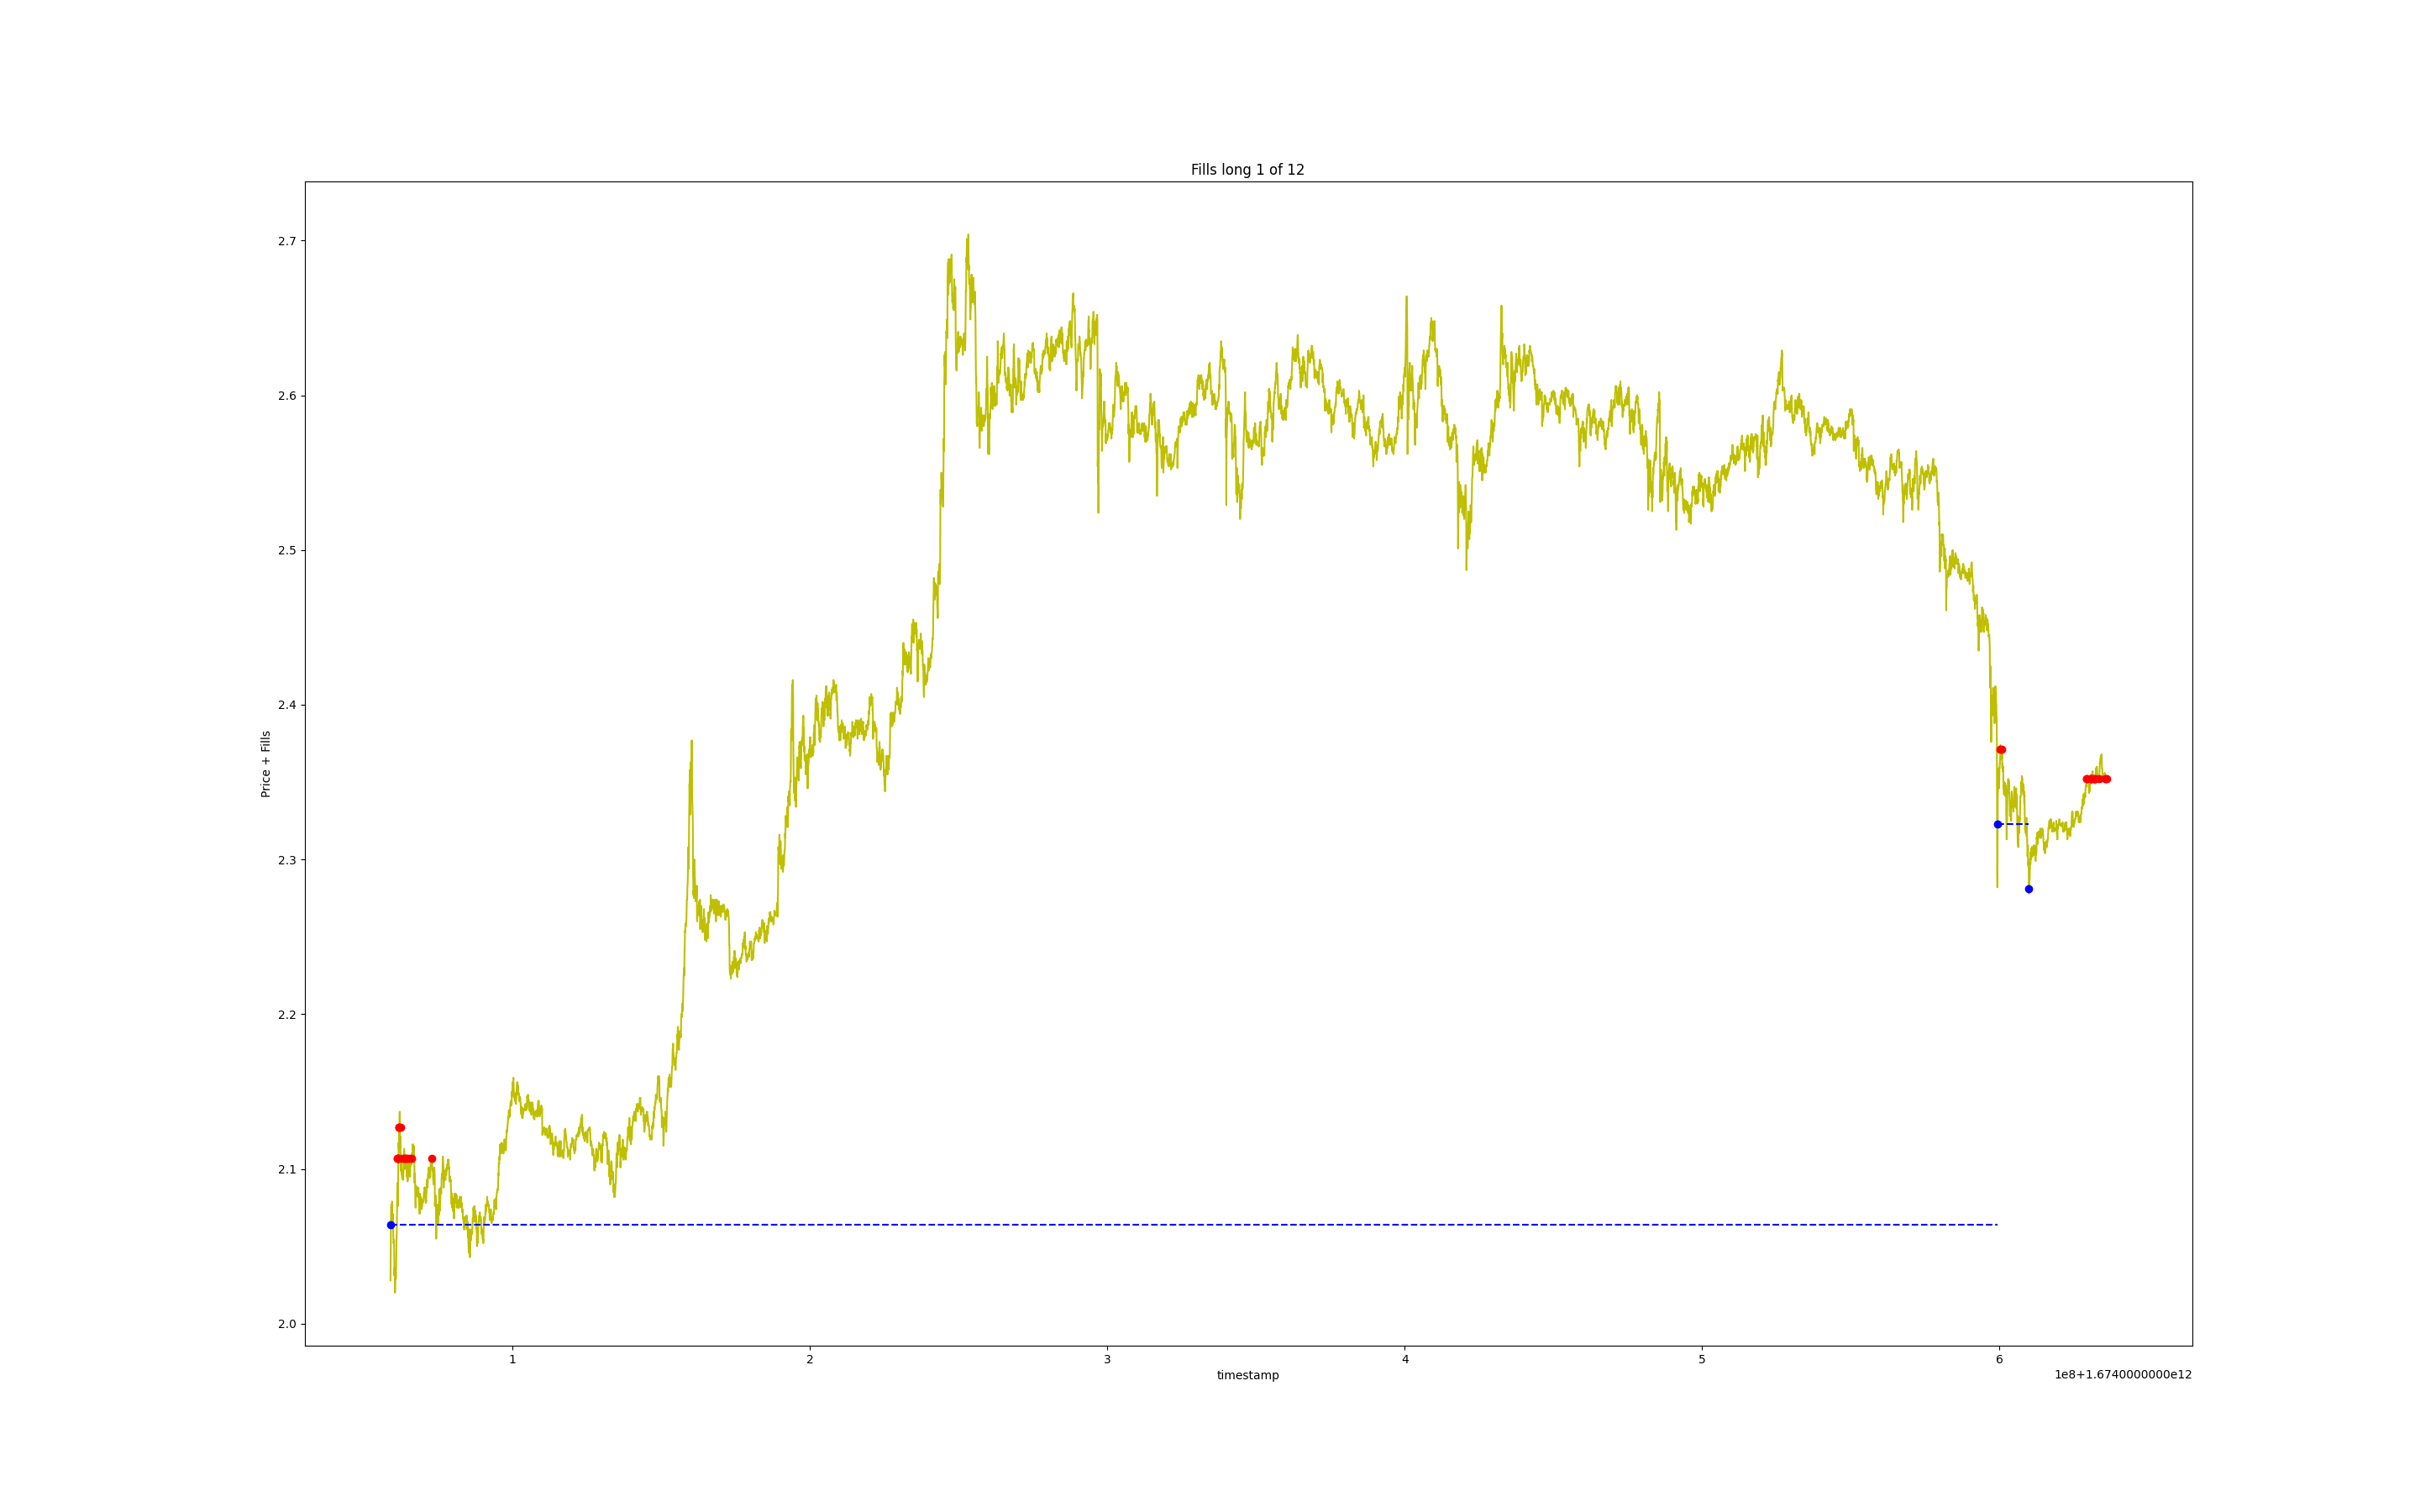 Fills long 1 of 12
2.7
2.6
2.5
2.4
2.3
2.2
2.1
2.0
Price + Fills
1 2 3 4 5 6
timestamp
1e8+1.6740000000e12